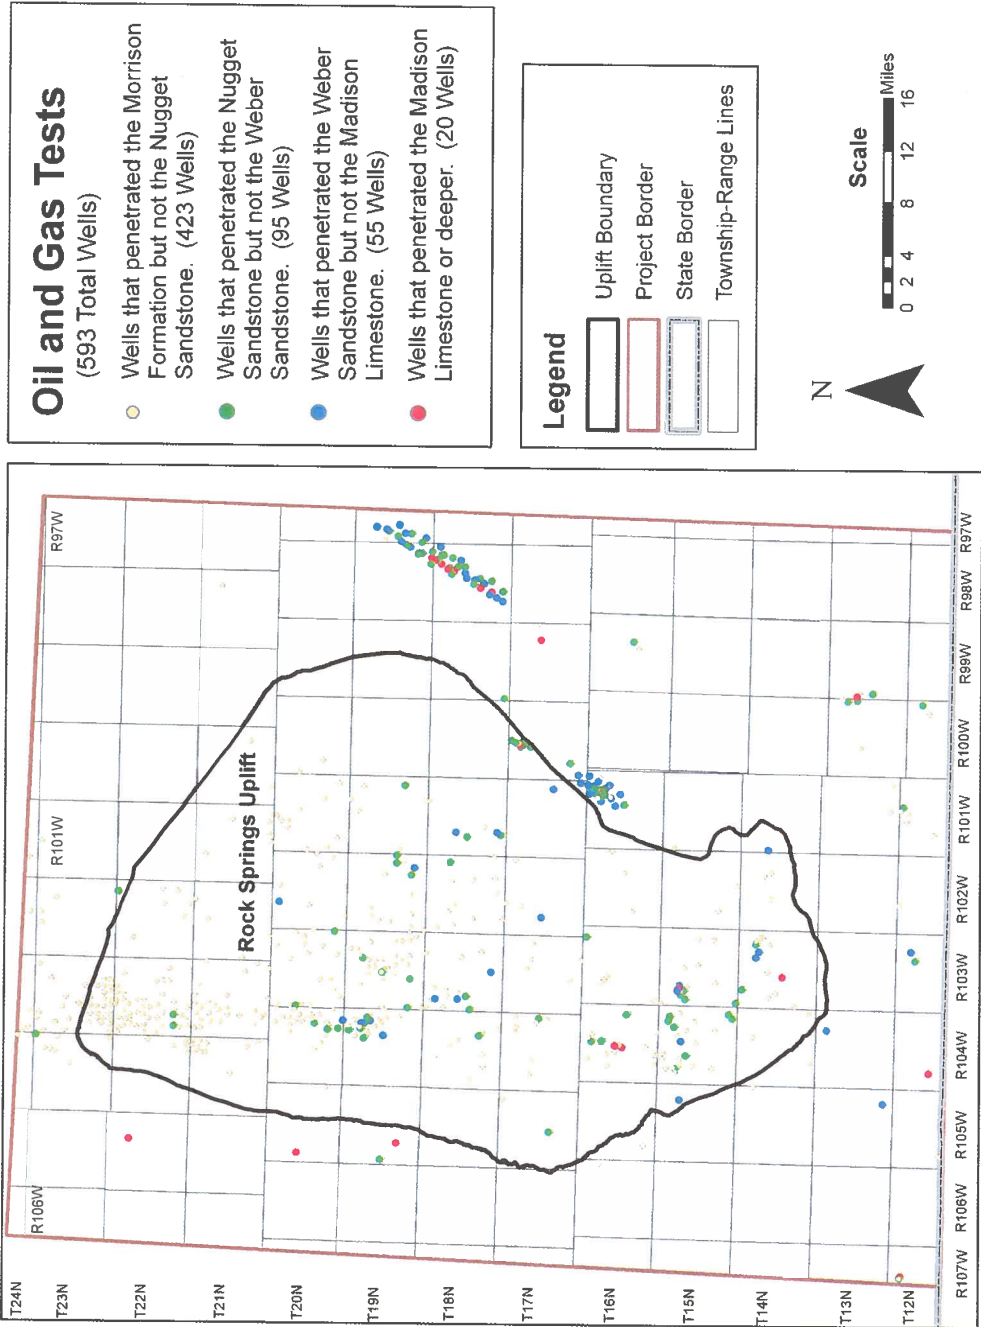 Oil and Gas Tests
(593 Total Wells)
Wells that penetrated the Morrison
Formation but not the Nugget
Sandstone. (423 Wells)
Wells that penetrated the Nugget
Sandstone but not the Weber
Sandstone. (95 Wells)
Wells that penetrated the Weber
Sandstone but not the Madison
Limestone. (55 Wells)
Wells that penetrated the Madison
Limestone or deeper. (20 Wells)
Legend
Uplift Boundary
Project Border
State Border
Township-Range Lines
N
Scale
0 2 4 8 12 16 Miles
R106W
R101W
R97W
Rock Springs Uplift
T24N
T23N
T22N
T21N
T20N
T19N
T18N
T17N
T16N
T15N
T14N
T13N
T12N
R107W
R106W
R105W
R104W
R103W
R102W
R101W
R100W
R99W
R98W
R97W